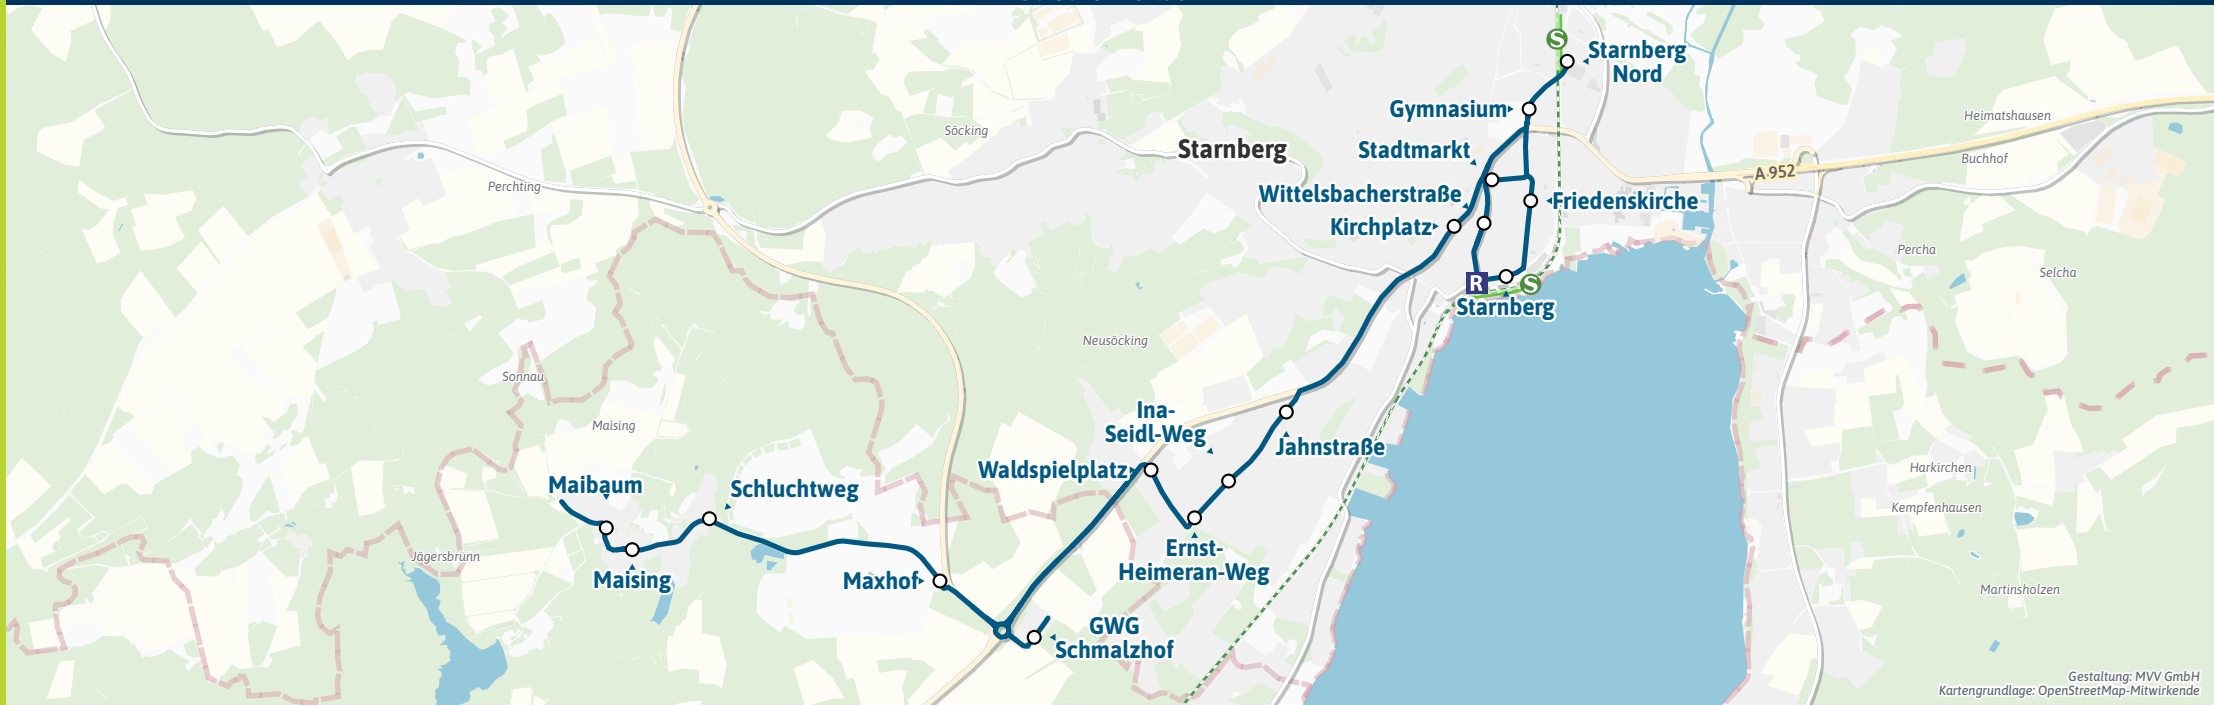 S
Starnberg
Nord
Gymnasium
Heimatshausen
Söcking
Starnberg
Stadtmarkt
Buchhof
A 952
Perchting
Wittelsbacherstraße
Friedenskirche
Kirchplatz
Percha
Selcha
R
S
Starnberg
Neusöcking
Sonnau
Ina-
Seidl-Weg
Maising
Jahnstraße
Waldspielplatz
Harkirchen
Maibaum
Schluchtweg
Kempfenhausen
Jägersbrunn
Ernst-
Heimeran-Weg
Maising
Maxhof
Martinsholzen
GWG
Schmalzhof
Gestaltung: MVV GmbH
Kartengrundlage: OpenStreetMap-Mitwirkende